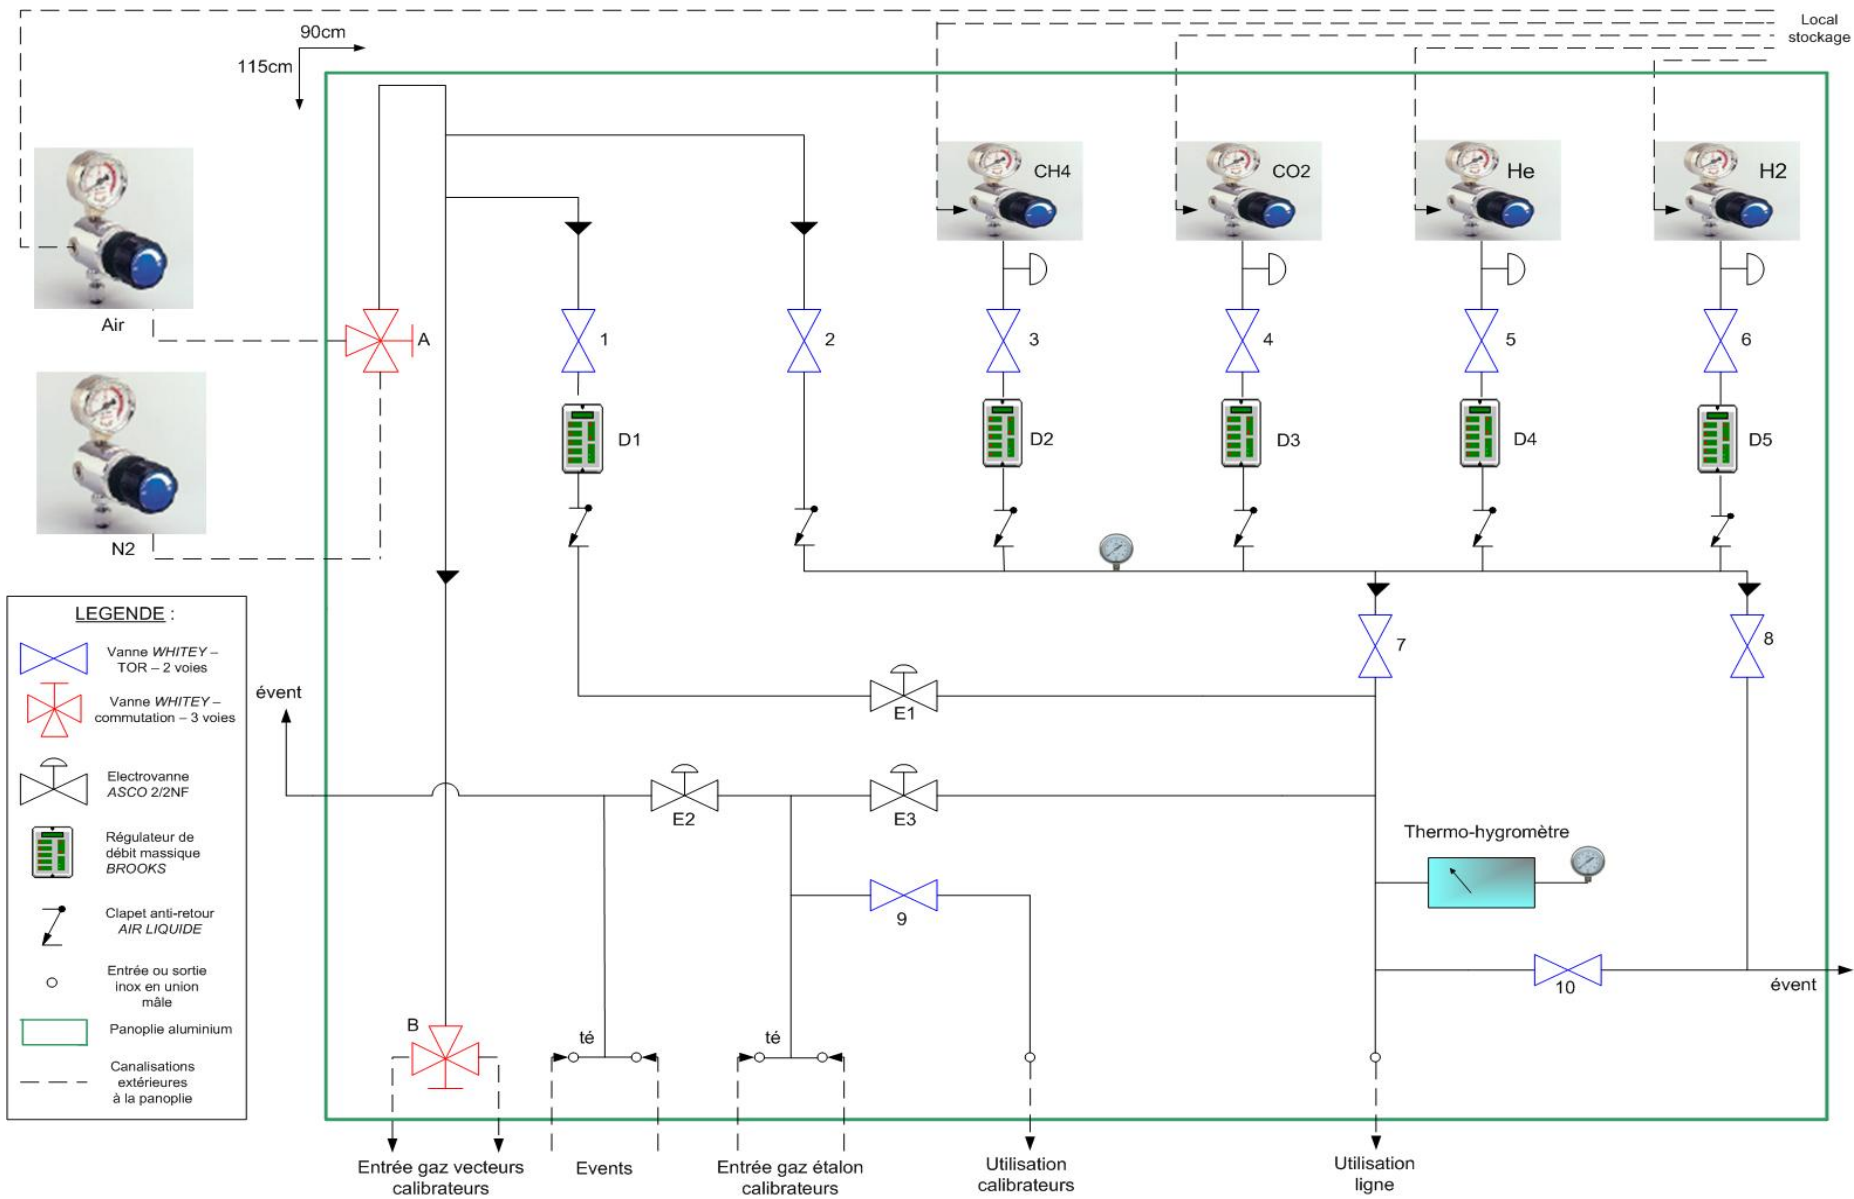 90cm
115cm
Local
stockage
CH4
CO2
He
H2
Air
A
1
2
3
4
5
6
D1
D2
D3
D4
D5
N2
LEGENDE :
Vanne WHITEY –
TOR – 2 voies
Vanne WHITEY –
commutation – 3 voies
Electrovanne
ASCO 2/2NF
Régulateur de
débit massique
BROOKS
Clapet anti-retour
AIR LIQUIDE
Entrée ou sortie
inox en union
mâle
Panoplie aluminium
Canalisations
extérieures
à la panoplie
7
8
évent
E1
E2
E3
Thermo-hygromètre
9
10
évent
B
té
té
Entrée gaz vecteurs
calibrateurs
Events
Entrée gaz étalon
calibrateurs
Utilisation
calibrateurs
Utilisation
ligne